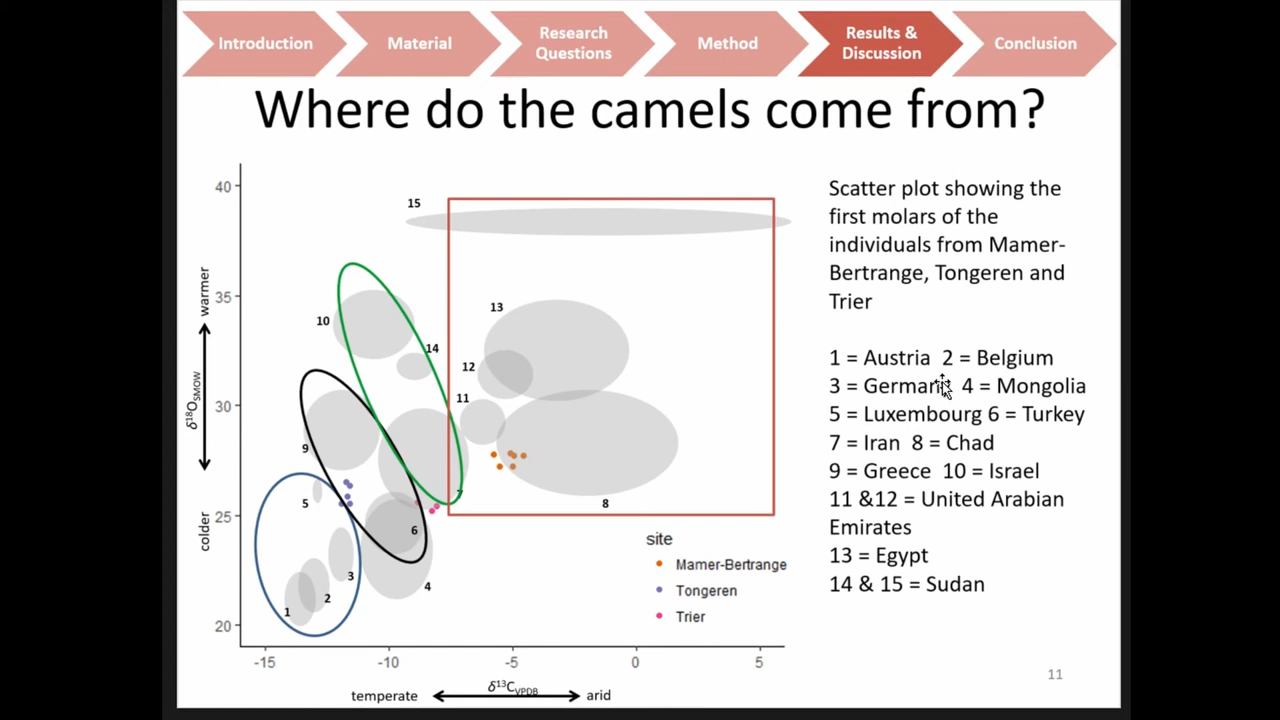 Introduction
Material
Research
Questions
Method
Results &
Discussion
Conclusion
Where do the camels come from?
40
35
30
25
20
-15
-10
-5
0
5
warmer
δ18OSMOW
colder
temperate
δ13CVPDB
arid
15
13
10
14
12
11
9
7
5
8
6
3
4
2
1
site
Mamer-Bertrange
Tongeren
Trier
Scatter plot showing the
first molars of the
individuals from Mamer-
Bertrange, Tongeren and
Trier
1 = Austria 2 = Belgium
3 = Germany 4 = Mongolia
5 = Luxembourg 6 = Turkey
7 = Iran 8 = Chad
9 = Greece 10 = Israel
11 &12 = United Arabian
Emirates
13 = Egypt
14 & 15 = Sudan
11